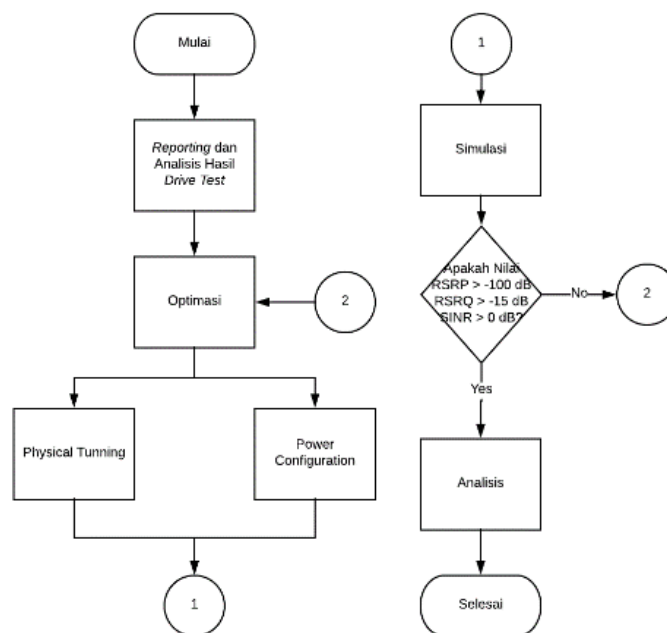 Mulai
Reporting dan
Analisis Hasil
Drive Test
Optimasi
2
Physical Tunning
Power
Configuration
1
1
Simulasi
Apakah Nilai
RSRP > -100 dB
RSRQ > -15 dB
SINR > 0 dB?
No
2
Yes
Analisis
Selesai